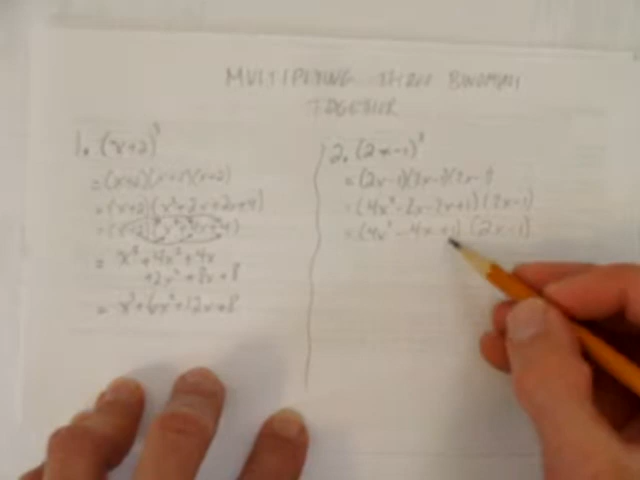 MULTIPLYING THREE BINOMIAL
TOGETHER
1. (x+2)³
= (x+2)(x+2)(x+2)
= (x+2)(x²+2x+2x+4)
= (x+2)(x²+4x+4)
= x³+4x²+4x
+2x²+8x+8
= x³+6x²+12x+8
2. (2x-1)³
= (2x-1)(2x-1)(2x-1)
= (4x²-2x-2x+1)(2x-1)
= (4x²-4x+1)(2x-1)